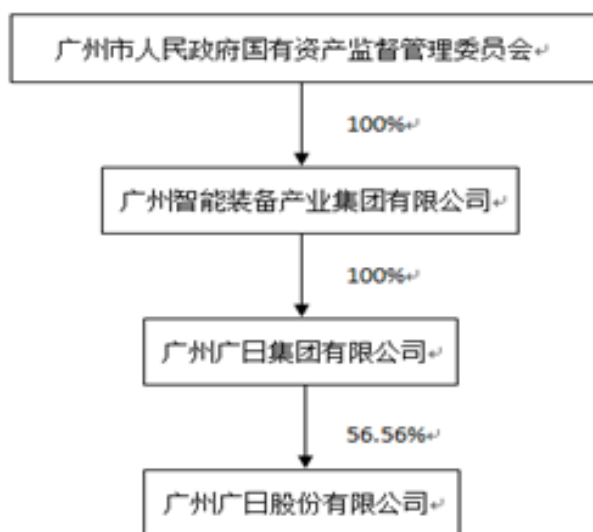 广州市人民政府国有资产监督管理委员会
100%
广州智能装备产业集团有限公司
100%
广州广日集团有限公司
56.56%
广州广日股份有限公司